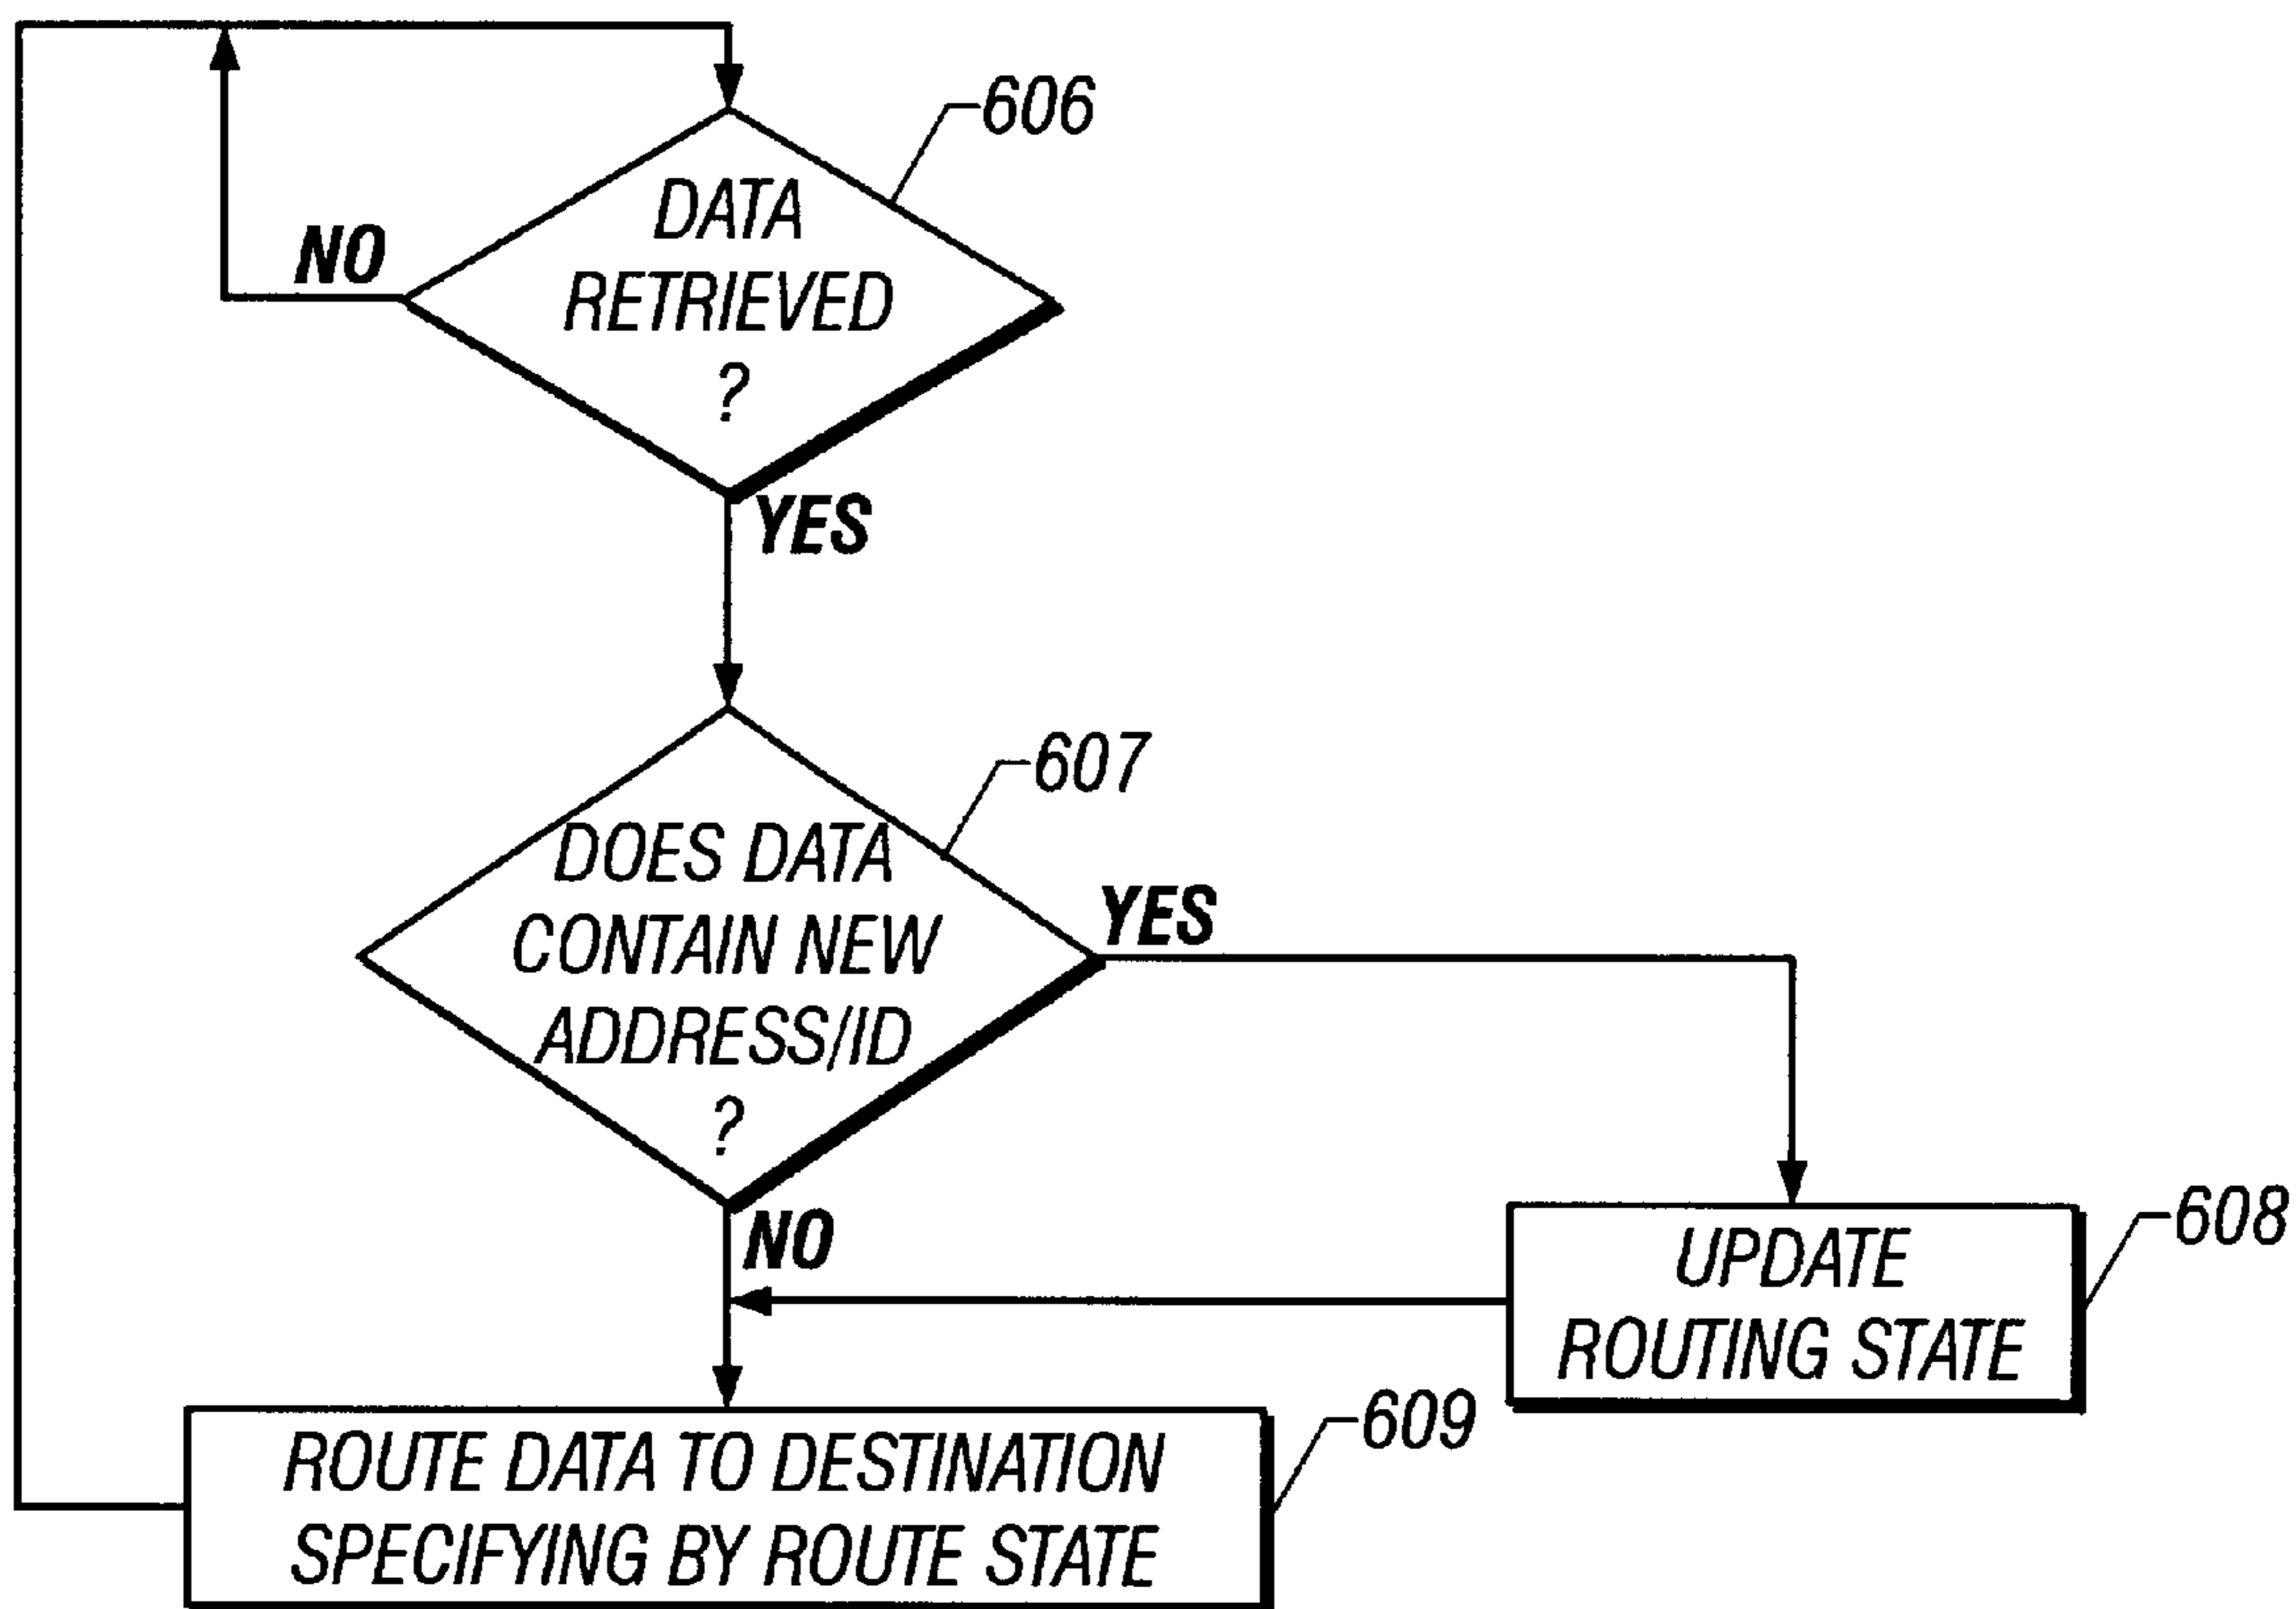 606
DATA
RETRIEVED
?
NO
YES
607
DOES DATA
CONTAIN NEW
ADDRESS/ID
?
YES
NO
608
UPDATE
ROUTING STATE
609
ROUTE DATA TO DESTINATION
SPECIFYING BY ROUTE STATE